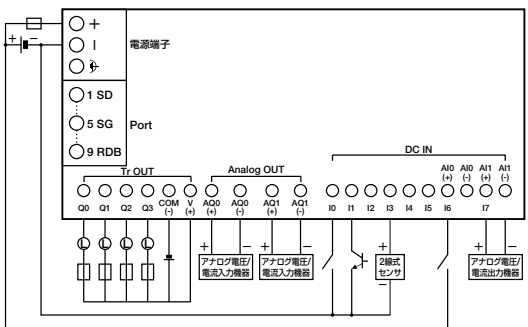 +
電源端子
+ −
−
1 SD
5 SG
Port
9 RDB
DC IN
Tr OUT
Analog OUT
AI0 AI0 AI1 AI1
(+) (-) (+) (-)
Q0 Q1 Q2 Q3 COM V AQ0 AQ0 AQ1 AQ1 I0 I1 I2 I3 I4 I5 I6 I7
(-) (+) (+) (-) (+) (-)
L L L L
+ − + − + + −
アナログ電圧/ アナログ電圧/ 2線式 アナログ電圧/
電流入力機器 電流入力機器 センサ 電流出力機器
−